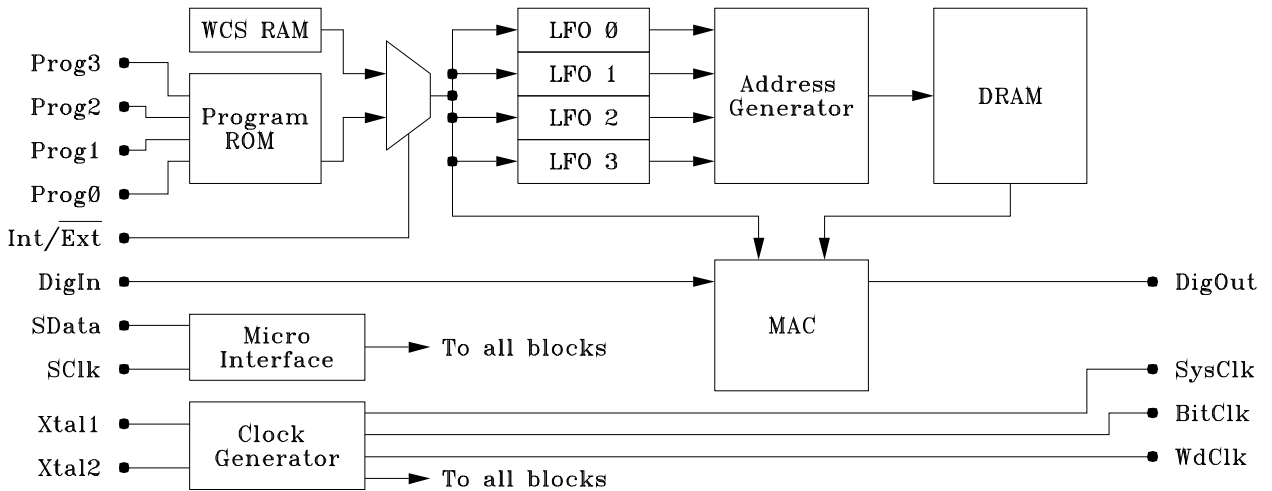 WCS RAM
LFO 0
LFO 1
LFO 2
LFO 3
Address
Generator
DRAM
Prog3
Prog2
Prog1
Prog0
Program
ROM
Int/Ext
DigIn
MAC
DigOut
SData
SClk
Micro
Interface
To all blocks
SysClk
BitClk
WdClk
Xtal1
Xtal2
Clock
Generator
To all blocks